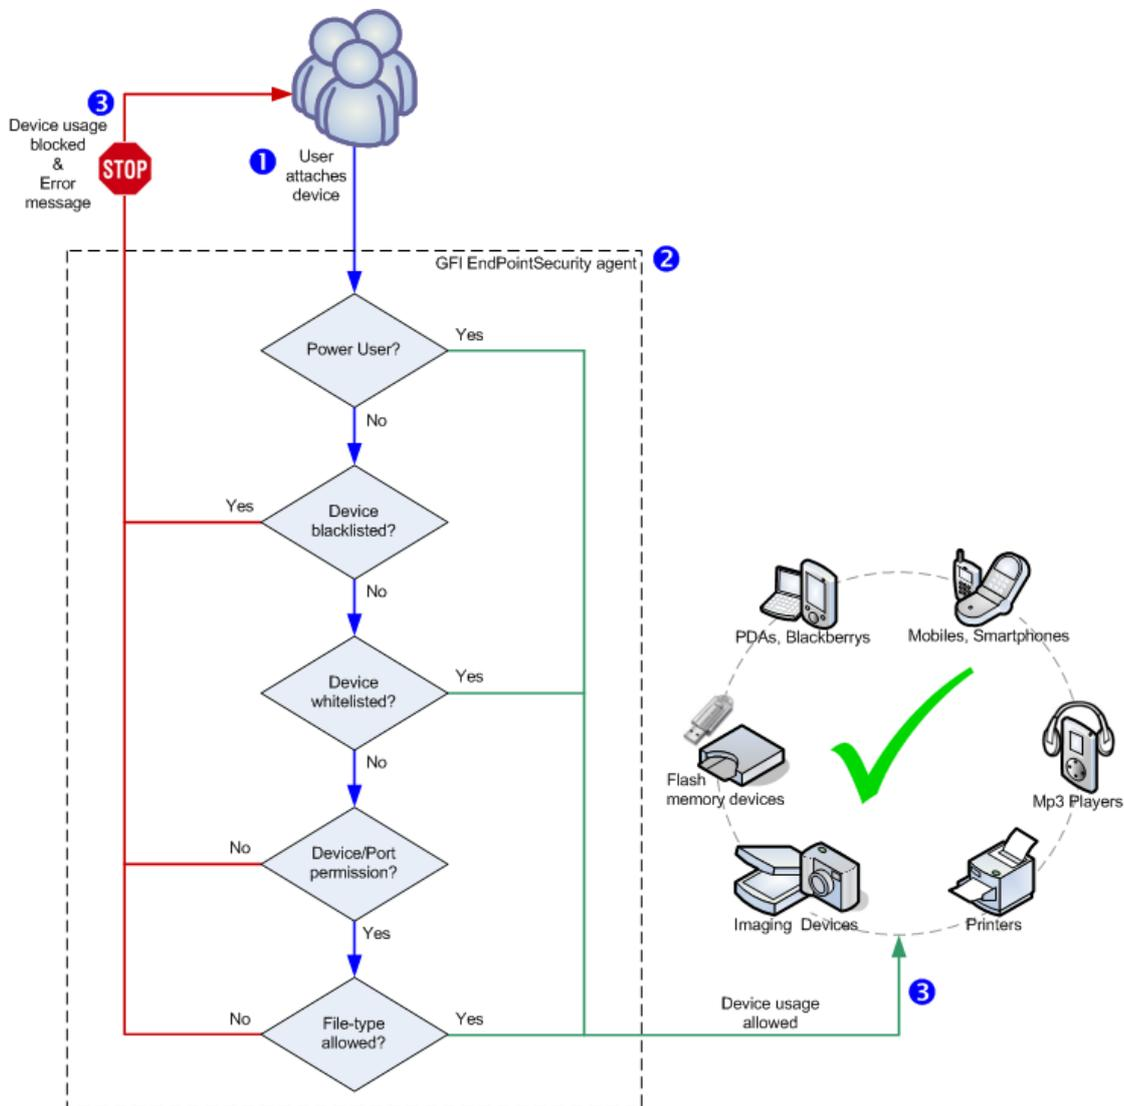 3
Device usage
blocked
&
Error
message
STOP
1
User
attaches
device
GFI EndPointSecurity agent
2
Power User?
Yes
No
Device
blacklisted?
Yes
No
Device
whitelisted?
Yes
No
Device/Port
permission?
No
Yes
File-type
allowed?
No
Yes
Device usage
allowed
3
PDAs, Blackberrys
Mobiles, Smartphones
Flash
memory devices
Mp3 Players
Imaging Devices
Printers